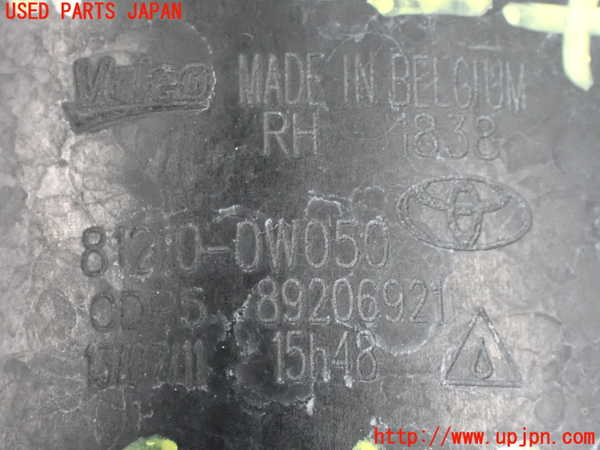 USED PARTS JAPAN
Valeo MADE IN BELGIUM
RH 1838
81210-0W050
89206921
15h48
http://www.upjpn.com/